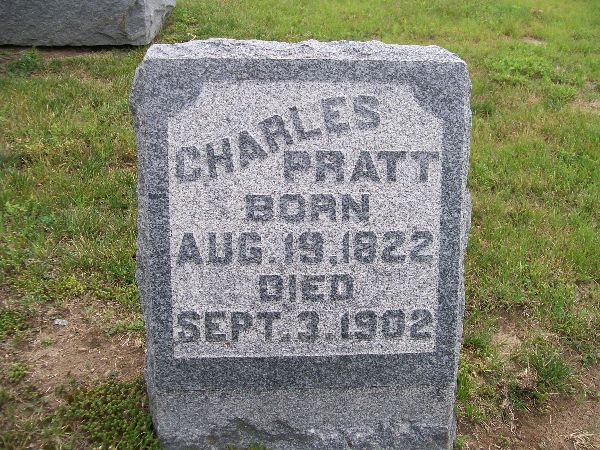 CHARLES
PRATT
BORN
AUG. 19. 1822
DIED
SEPT. 3. 1902